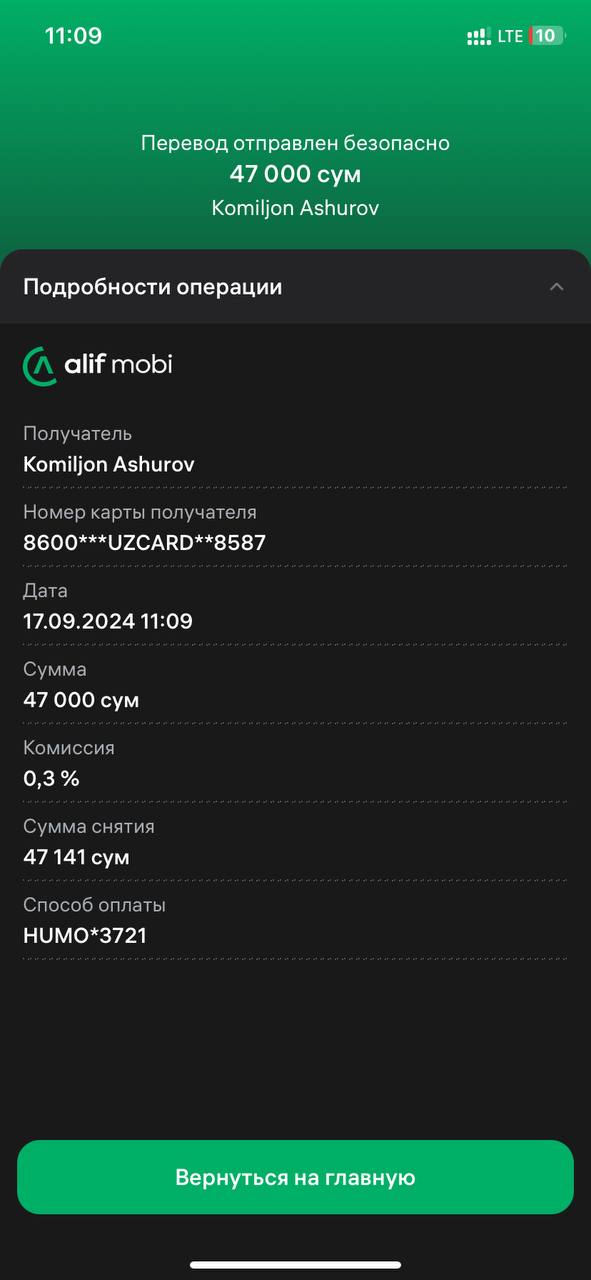 11:09
LTE 10
Перевод отправлен безопасно
47 000 сум
Komiljon Ashurov
Подробности операции
alif mobi
Получатель
Komiljon Ashurov
Номер карты получателя
8600***UZCARD**8587
Дата
17.09.2024 11:09
Сумма
47 000 сум
Комиссия
0,3 %
Сумма снятия
47 141 сум
Способ оплаты
HUMO*3721
Вернуться на главную